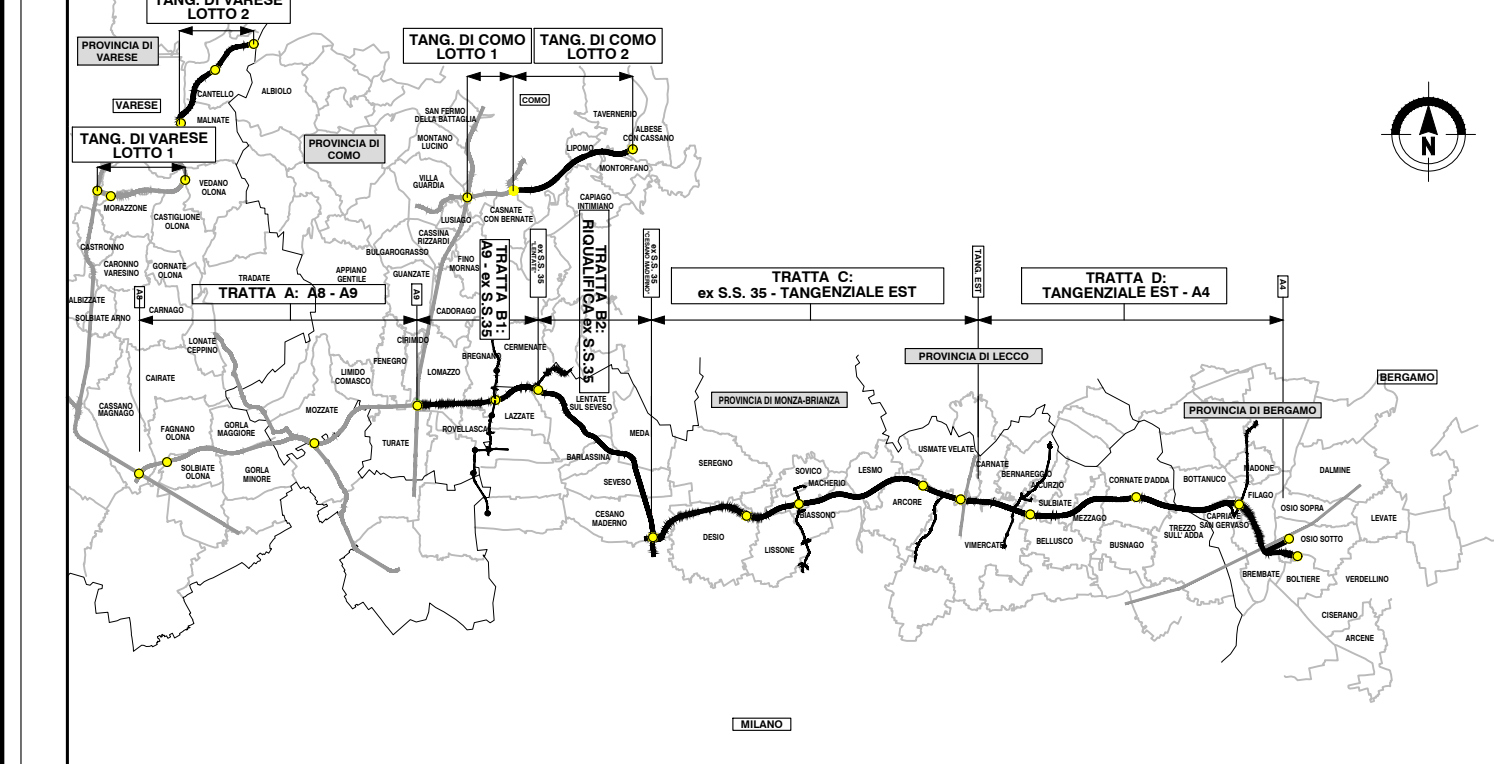 TANG. DI VARESE
LOTTO 2
PROVINCIA DI
VARESE
TANG. DI COMO
LOTTO 1
TANG. DI COMO
LOTTO 2
CANTELLO
ALBIOLO
VARESE
MALNATE
COMO
SAN FERMO
DELLA BATTAGLIA
TAVERNERIO
TANG. DI VARESE
LOTTO 1
PROVINCIA DI
COMO
MONTANO
LUCINO
ALBESE
CON CASSANO
LIPOMO
MONTORFANO
N
VEDANO
OLONA
VILLA
GUARDIA
MORAZZONE
CASTIGLIONE
OLONA
LUSIAGO
CASNATE
CON BERNATE
CAPIAGO
INTIMIANO
CASTRONNO
CASSINA
RIZZARDI
BULGAROGRASSO
CARONNO
VARESINO
GORNATE
OLONA
TRADATE
APPIANO
GENTILE
GUANZATE
FINO
MORNAS
TRATTA B1:
A9 - ex S.S.35
ex S.S. 35
"LENTATE"
TRATTA B2:
RIQUALIFICA ex S.S.35
ex S.S. 35
"CESANO MADERNO"
TRATTA C:
ex S.S. 35 - TANGENZIALE EST
TANG. EST
TRATTA D:
TANGENZIALE EST - A4
A4
ALBIZZATE
A8
TRATTA A: A8 - A9
A9
SOLBIATE ARNO
CARNAGO
CADORAGO
LONATE
CEPPINO
CIRIMIDO
FENEGRO
BREGNANO
CERMENATE
PROVINCIA DI LECCO
CAIRATE
LIMIDO
COMASCO
LOMAZZO
BERGAMO
CASSANO
MAGNAGO
MOZZATE
LAZZATE
LENTATE
SUL SEVESO
PROVINCIA DI MONZA-BRIANZA
PROVINCIA DI BERGAMO
FAGNANO
OLONA
GORLA
MAGGIORE
TURATE
ROVELLASCA
MEDA
SOLBIATE
OLONA
GORLA
MINORE
BARLASSINA
SEVESO
SEREGNO
SOVICO
MACHERIO
LESMO
USMATE VELATE
CARNATE
BERNAREGGIO
AICURZIO
CORNATE D'ADDA
BOTTANUCO
MADONE
DALMINE
CESANO
MADERNO
DESIO
BIASSONO
LISSONE
ARCORE
SULBIATE
MEZZAGO
FILAGO
CAPRIATE
SAN GERVASO
OSIO SOPRA
LEVATE
VIMERCATE
BELLUSCO
BUSNAGO
TREZZO
SULL' ADDA
OSIO SOTTO
BREMBATE
BOLTIERE
VERDELLINO
CISERANO
ARCENE
MILANO